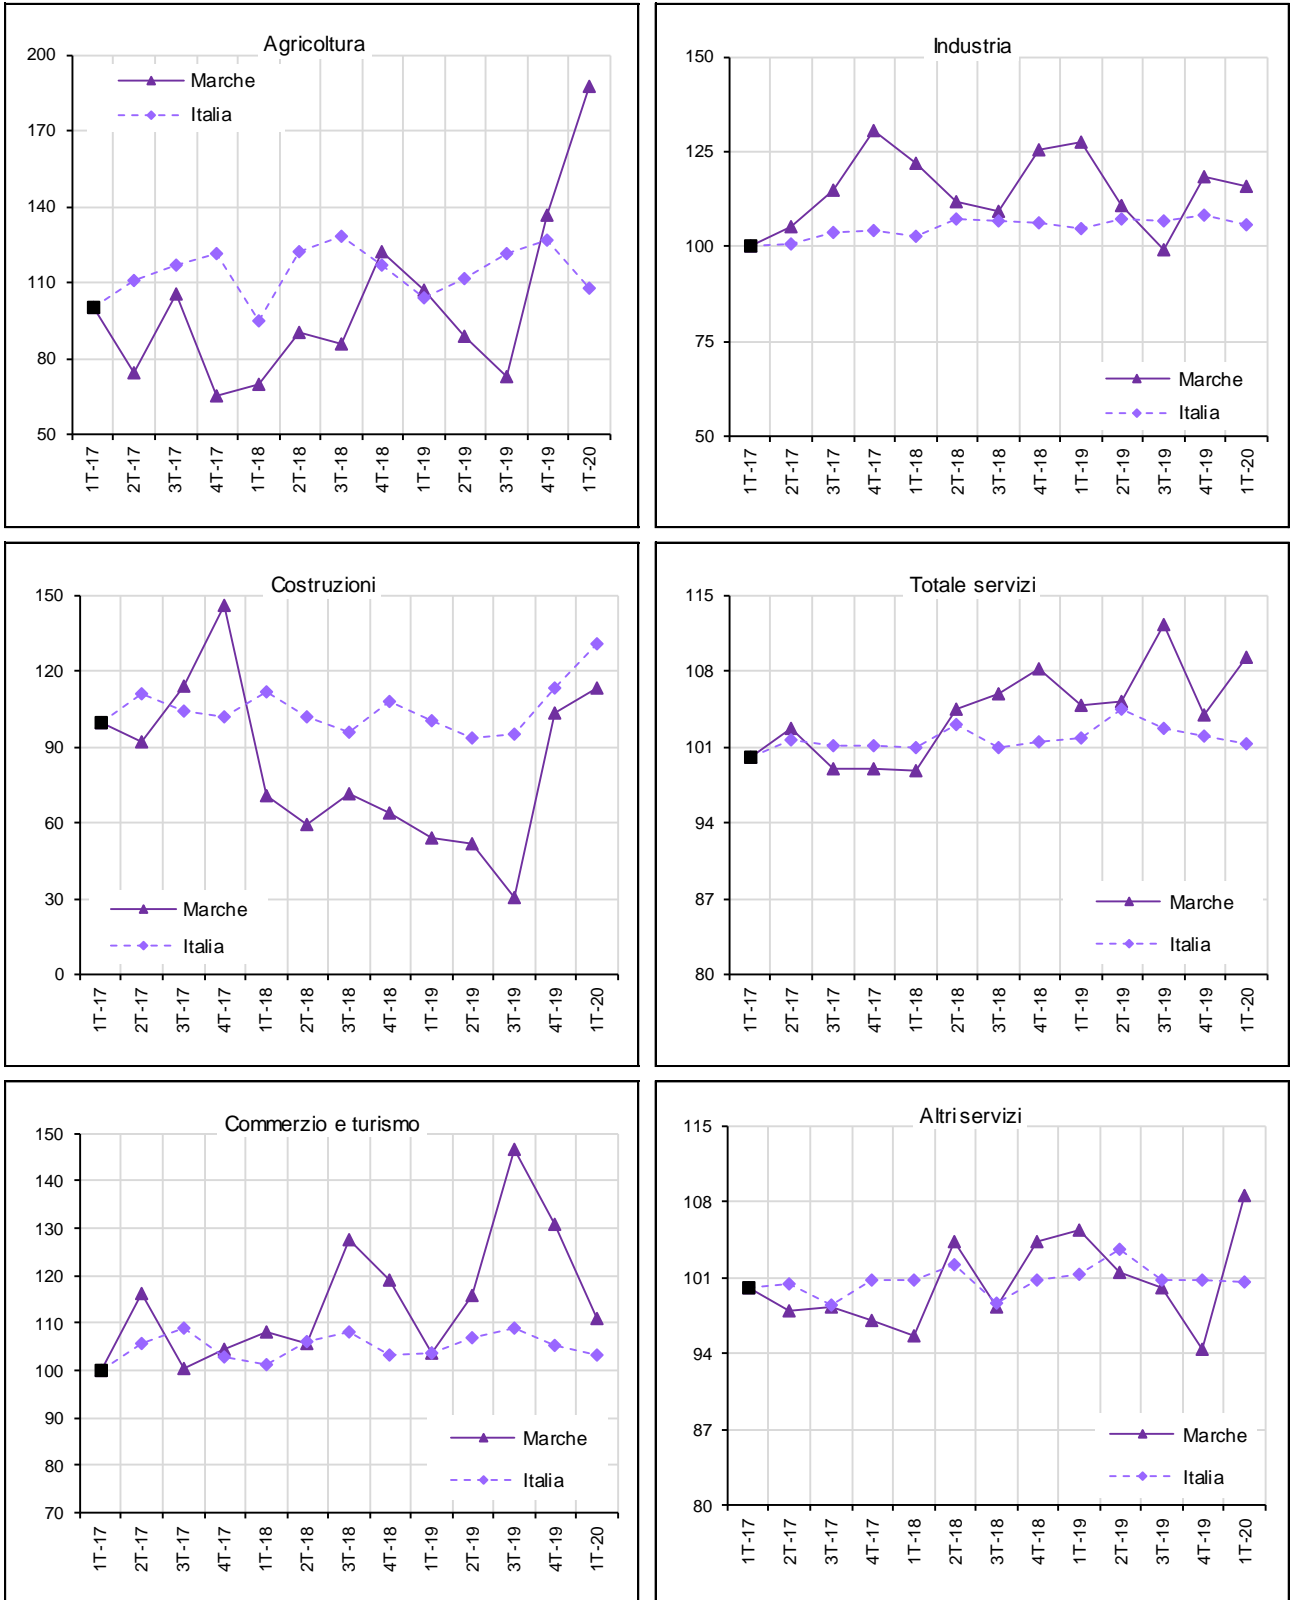 Agricoltura
Marche
Italia
200
170
140
110
80
50
1T-17
2T-17
3T-17
4T-17
1T-18
2T-18
3T-18
4T-18
1T-19
2T-19
3T-19
4T-19
1T-20
Industria
150
125
100
75
50
Marche
Italia
1T-17
2T-17
3T-17
4T-17
1T-18
2T-18
3T-18
4T-18
1T-19
2T-19
3T-19
4T-19
1T-20
Costruzioni
150
120
90
60
30
0
Marche
Italia
1T-17
2T-17
3T-17
4T-17
1T-18
2T-18
3T-18
4T-18
1T-19
2T-19
3T-19
4T-19
1T-20
Totale servizi
115
108
101
94
87
80
Marche
Italia
1T-17
2T-17
3T-17
4T-17
1T-18
2T-18
3T-18
4T-18
1T-19
2T-19
3T-19
4T-19
1T-20
Commerzio e turismo
150
140
130
120
110
100
90
80
70
Marche
Italia
1T-17
2T-17
3T-17
4T-17
1T-18
2T-18
3T-18
4T-18
1T-19
2T-19
3T-19
4T-19
1T-20
Altri servizi
115
108
101
94
87
80
Marche
Italia
1T-17
2T-17
3T-17
4T-17
1T-18
2T-18
3T-18
4T-18
1T-19
2T-19
3T-19
4T-19
1T-20